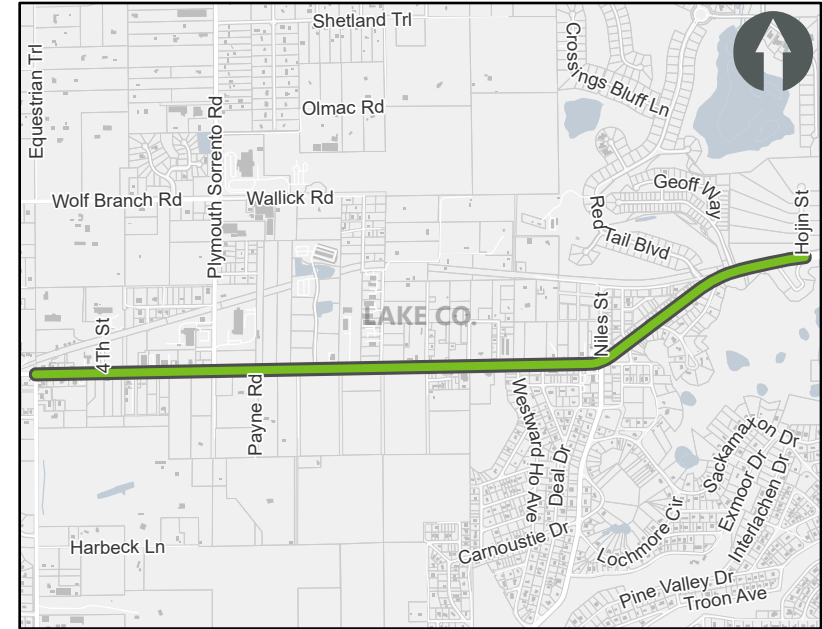 Shetland Trl
Equestrian Trl
Crossings Bluff Ln
Plymouth Sorrento Rd
Olmac Rd
Wolf Branch Rd
Wallick Rd
Geoff Way
Red Tail Blvd
Hojin St
4Th St
LAKE CO.
Niles St
Payne Rd
Westward Ho Ave
Deal Dr
Sackamaxon Dr
Exmoor Dr
Interlachen Dr
Carnoustie Dr
Lochmore Cir
Harbeck Ln
Pine Valley Dr
Troon Ave